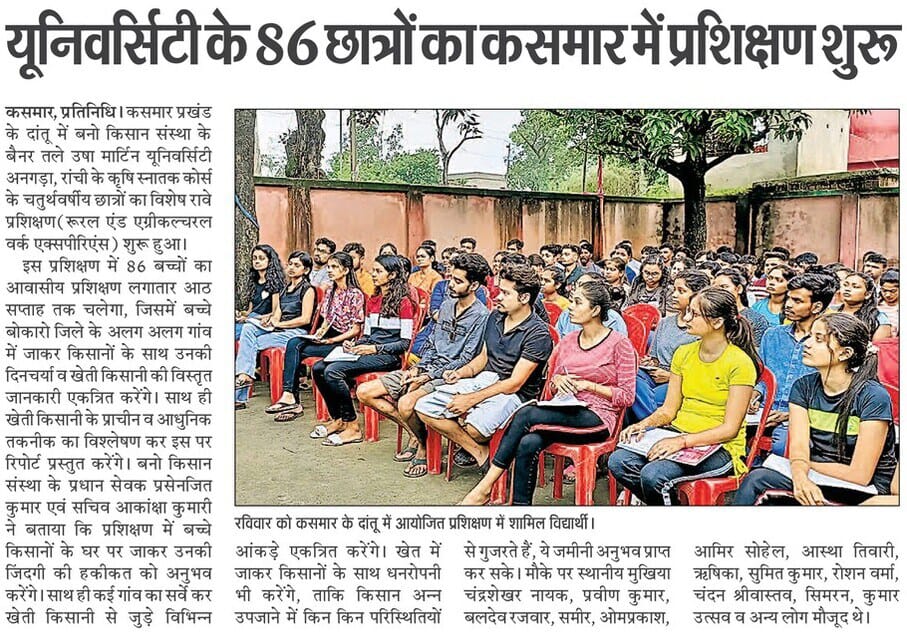 यूनिवर्सिटी के 86 छात्रों का कसमार में प्रशिक्षण शुरू
कसमार, प्रतिनिधि। कसमार प्रखंड
के दांतू में बनो किसान संस्था के
बैनर तले उषा मार्टिन यूनिवर्सिटी
अनगड़ा, रांची के कृषि स्नातक कोर्स
के चतुर्थवर्षीय छात्रों का विशेष रावे
प्रशिक्षण(रूरल एंड एग्रीकल्चरल
वर्क एक्सपीरिएंस) शुरू हुआ।
इस प्रशिक्षण में 86 बच्चों का
आवासीय प्रशिक्षण लगातार आठ
सप्ताह तक चलेगा, जिसमें बच्चे
बोकारो जिले के अलग अलग गांव
में जाकर किसानों के साथ उनकी
दिनचर्या व खेती किसानी की विस्तृत
जानकारी एकत्रित करेंगे। साथ ही
खेती किसानी के प्राचीन व आधुनिक
तकनीक का विश्लेषण कर इस पर
रिपोर्ट प्रस्तुत करेंगे। बनो किसान
संस्था के प्रधान सेवक प्रसेनजित
कुमार एवं सचिव आकांक्षा कुमारी
ने बताया कि प्रशिक्षण में बच्चे
किसानों के घर पर जाकर उनकी
जिंदगी की हकीकत को अनुभव
करेंगे। साथ ही कई गांव का सर्वे कर
खेती किसानी से जुड़े विभिन्न
रविवार को कसमार के दांतू में आयोजित प्रशिक्षण में शामिल विद्यार्थी।
आंकड़े एकत्रित करेंगे। खेत में
जाकर किसानों के साथ धनरोपनी
भी करेंगे, ताकि किसान अन्न
उपजाने में किन किन परिस्थितियों
से गुजरते हैं, ये जमीनी अनुभव प्राप्त
कर सके। मौके पर स्थानीय मुखिया
चंद्रशेखर नायक, प्रवीण कुमार,
बलदेव रजवार, समीर, ओमप्रकाश,
आमिर सोहेल, आस्था तिवारी,
ऋषिका, सुमित कुमार, रोशन वर्मा,
चंदन श्रीवास्तव, सिमरन, कुमार
उत्सव व अन्य लोग मौजूद थे।